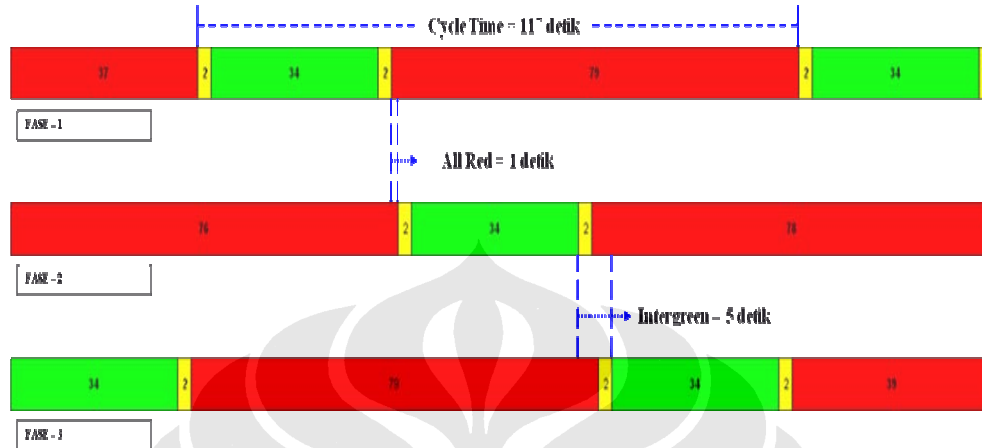 Cycle Time = 117 detik
37 2 34 2 79 2 34
FASE – 1
All Red = 1 detik
76 2 34 2 78
FASE – 2
Intergreen – 5 detik
34 2 79 2 34 2 39
FASE – 3